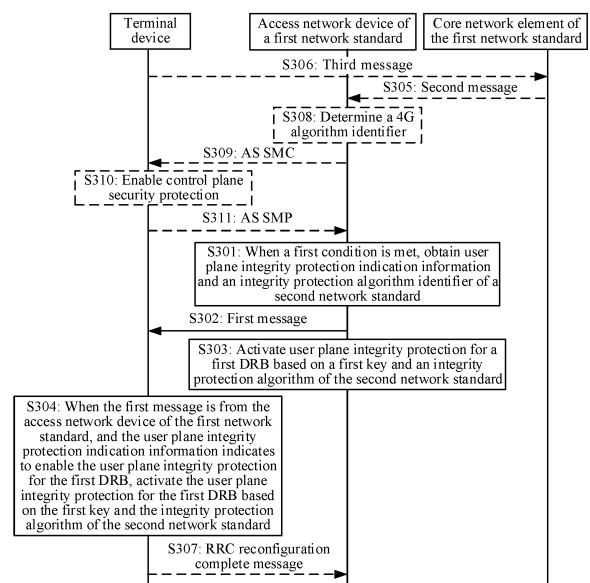 Terminal
device
Access network device of
a first network standard
Core network element of
the first network standard
S306: Third message
S305: Second message
S308: Determine a 4G
algorithm identifier
S309: AS SMC
S310: Enable control plane
security protection
S311: AS SMP
S301: When a first condition is met, obtain user
plane integrity protection indication information
and an integrity protection algorithm identifier of a
second network standard
S302: First message
S303: Activate user plane integrity protection for a
first DRB based on a first key and an integrity
protection algorithm of the second network standard
S304: When the first message is from the
access network device of the first network
standard, and the user plane integrity
protection indication information indicates
to enable the user plane integrity protection
for the first DRB, activate the user plane
integrity protection for the first DRB based
on the first key and the integrity protection
algorithm of the second network standard
S307: RRC reconfiguration
complete message